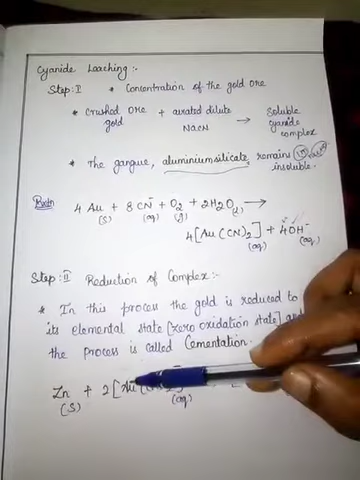 Cyanide Leaching :-
Step: I * Concentration of the gold ore
* Crushed ore + aerated dilute → Soluble
gold NaCN cyanide
complex
* The gangue, aluminium silicate, remains
insoluble.
Rxn 4 Au + 8 CN⁻ + O₂ + 2H₂O →
(s) (aq) (g) (l)
4[Au(CN)₂]⁻ + 4OH⁻
(aq) (aq)
Step: II Reduction of Complex :-
* In this process the gold is reduced to
its elemental state [zero oxidation state] and
the process is called Cementation.
Zn + 2[Au
(s) (aq)